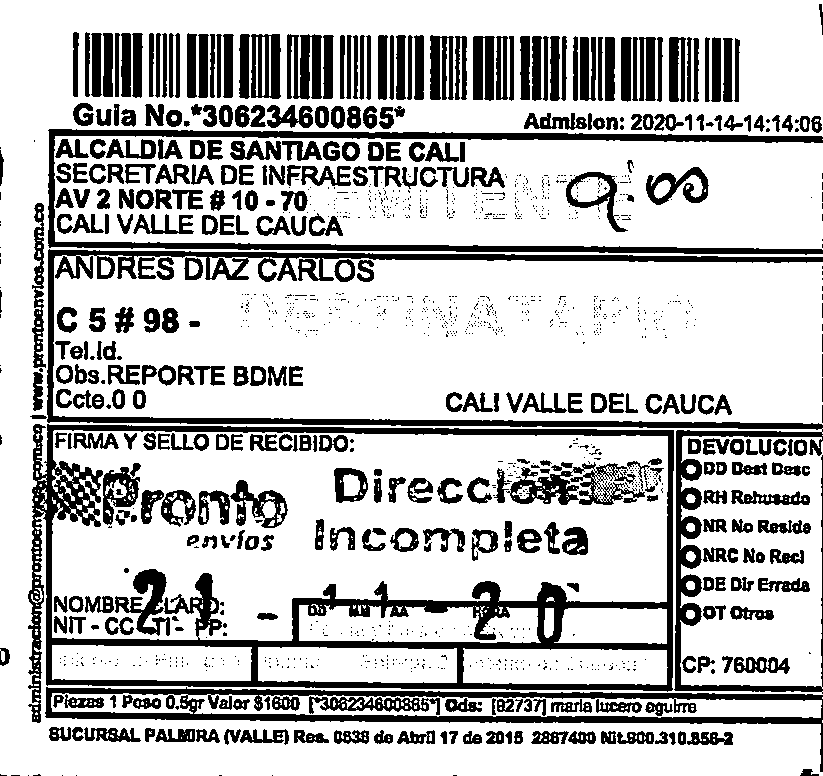 Guia No.*306234600865*
Admision: 2020-11-14-14:14:06
ALCALDIA DE SANTIAGO DE CALI
SECRETARIA DE INFRAESTRUCTURA
AV 2 NORTE # 10 - 70
CALI VALLE DEL CAUCA
REMITENTE
9:00
ANDRES DIAZ CARLOS
C 5 # 98 -
DESTINATARIO
Tel.Id.
Obs.REPORTE BDME
Ccte.0 0
CALI VALLE DEL CAUCA
www.prontoenvios.com.co
administracion@prontoenvios.com.co
FIRMA Y SELLO DE RECIBIDO:
Pronto
envíos
Dirección
Incompleta
21 - 11 - 20
NOMBRE CLARO:
NIT - CC - TI - PP:
DD MM AA
HORA
DEVOLUCION
DD Dest Desc
RH Rehusado
NR No Reside
NRC No Recl
DE Dir Errada
OT Otros
CP: 760004
Piezas 1 Peso 0.5gr Valor $1600 [*306234600865*] Ods: [82737] maria lucero aguirre
SUCURSAL PALMIRA (VALLE) Res. 0838 de Abril 17 de 2015 2867400 Nit.900.310.856-2